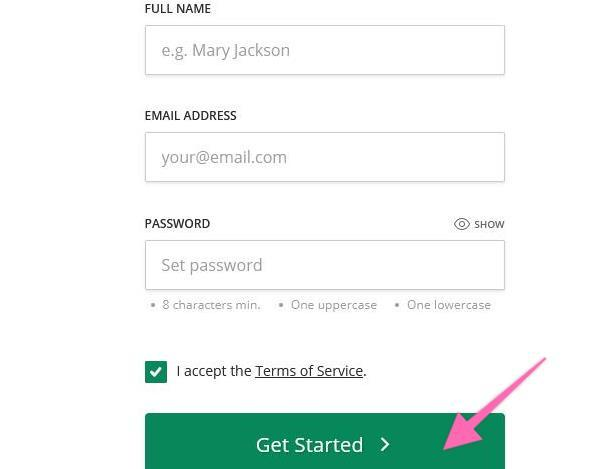 FULL NAME
e.g. Mary Jackson
EMAIL ADDRESS
your@email.com
PASSWORD SHOW
Set password
• 8 characters min. • One uppercase • One lowercase
I accept the Terms of Service.
Get Started